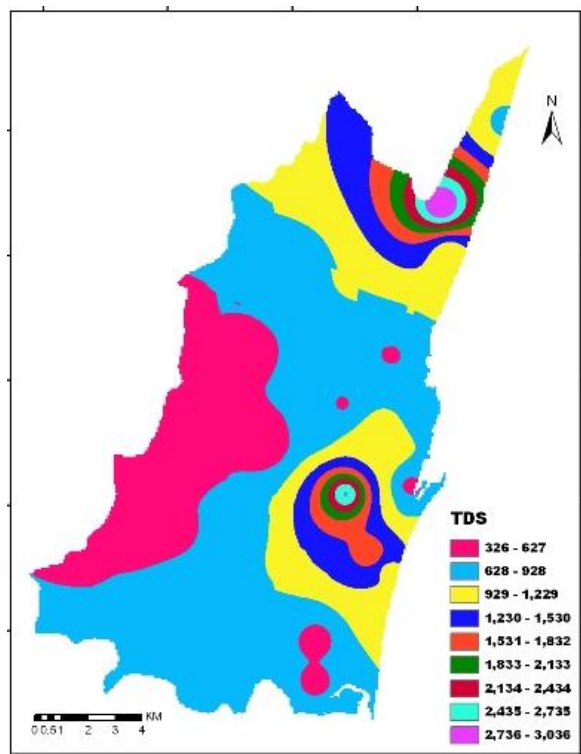 N
TDS
326 - 627
628 - 928
929 - 1,229
1,230 - 1,530
1,531 - 1,832
1,833 - 2,133
2,134 - 2,434
2,435 - 2,735
2,736 - 3,036
KM
0 0.5 1 2 3 4